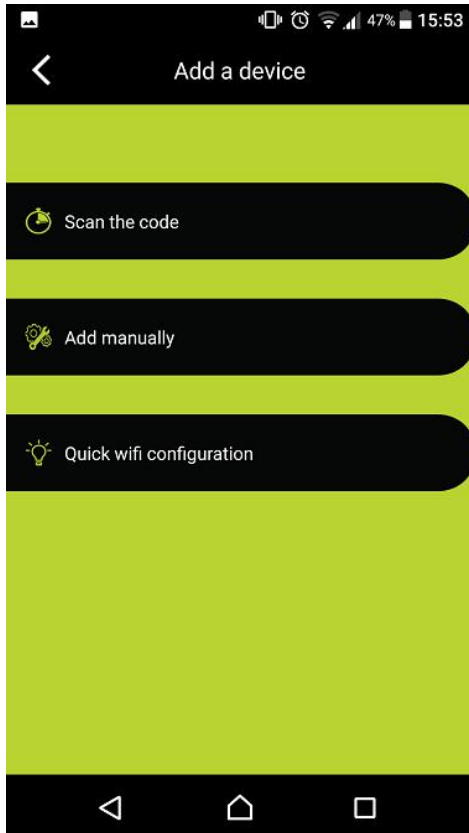 47% 15:53
Add a device
Scan the code
Add manually
Quick wifi configuration